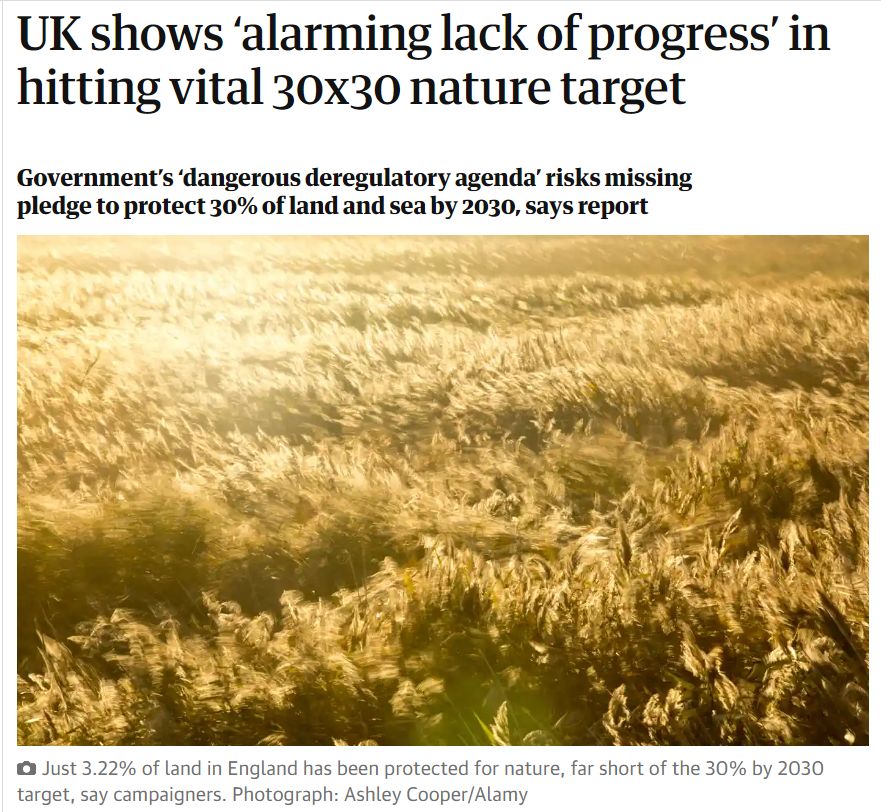 UK shows ‘alarming lack of progress’ in
hitting vital 30x30 nature target
Government’s ‘dangerous deregulatory agenda’ risks missing
pledge to protect 30% of land and sea by 2030, says report
Just 3.22% of land in England has been protected for nature, far short of the 30% by 2030
target, say campaigners. Photograph: Ashley Cooper/Alamy